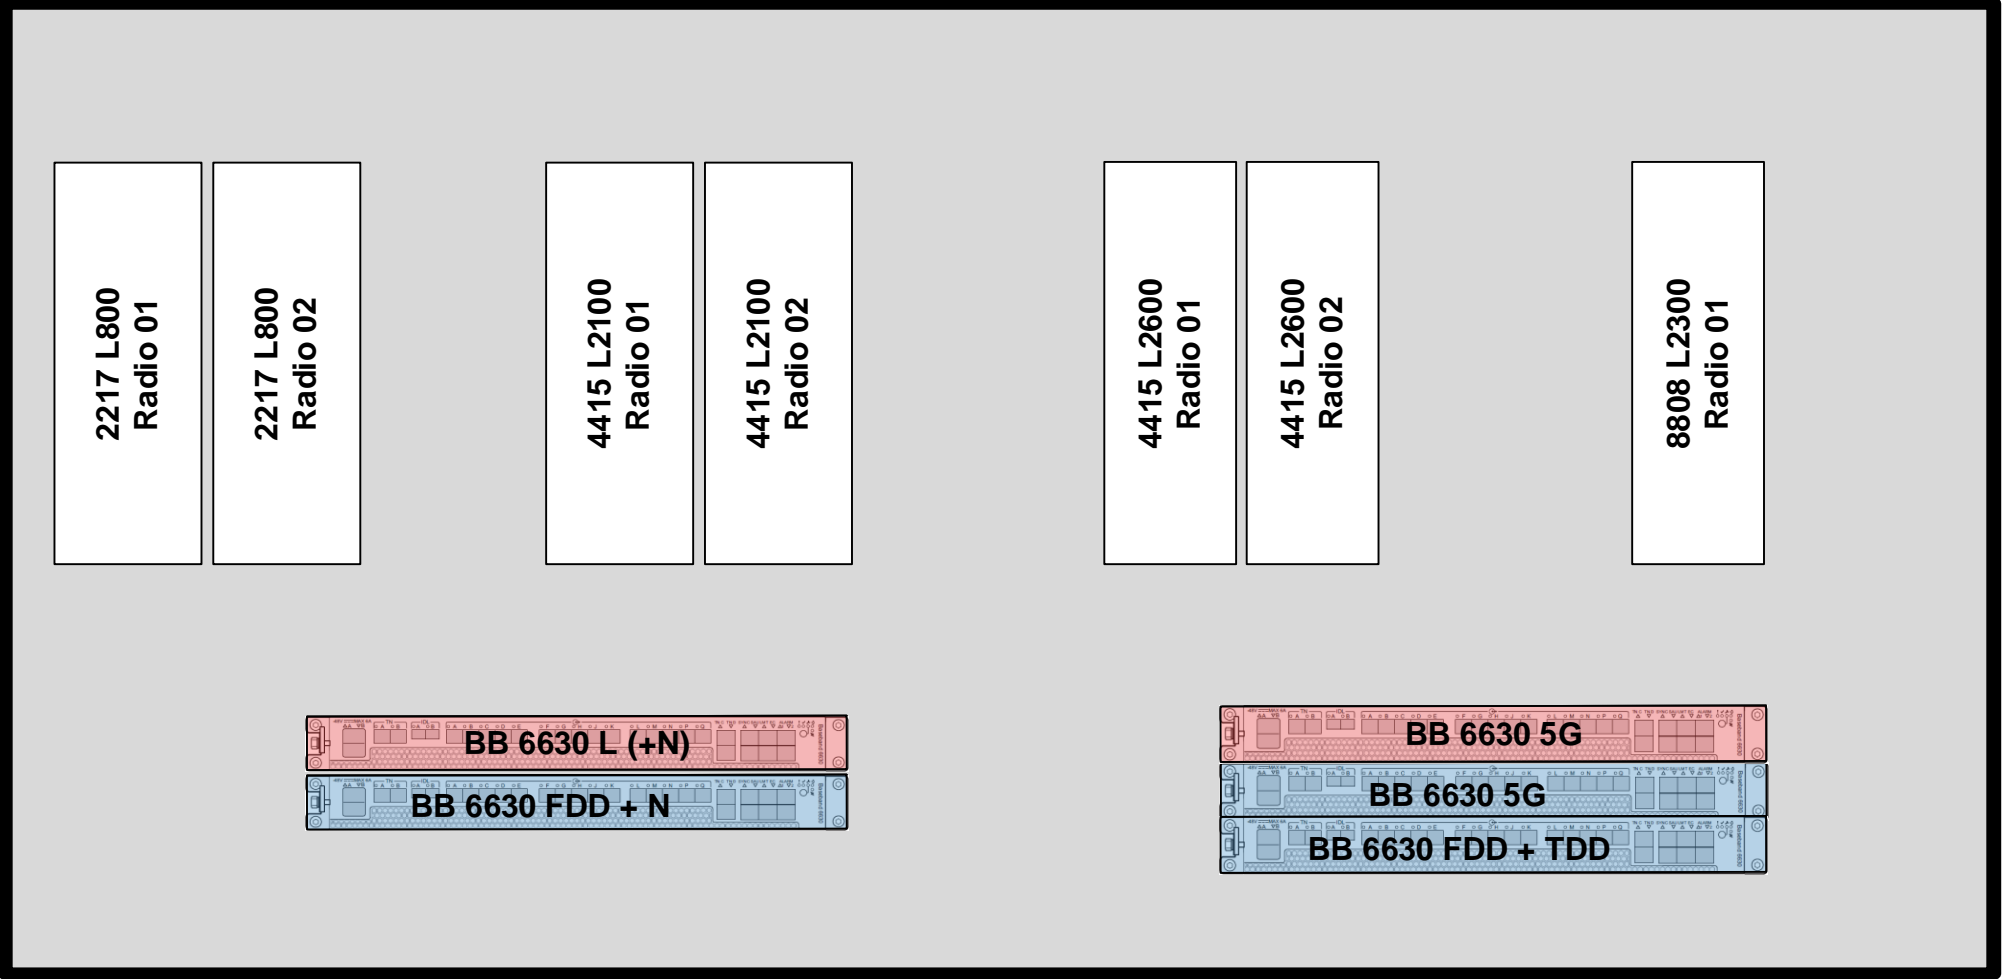 2217 L800
Radio 01
2217 L800
Radio 02
4415 L2100
Radio 01
4415 L2100
Radio 02
4415 L2600
Radio 01
4415 L2600
Radio 02
8808 L2300
Radio 01
BB 6630 L (+N)
BB 6630 FDD + N
BB 6630 5G
BB 6630 5G
BB 6630 FDD + TDD